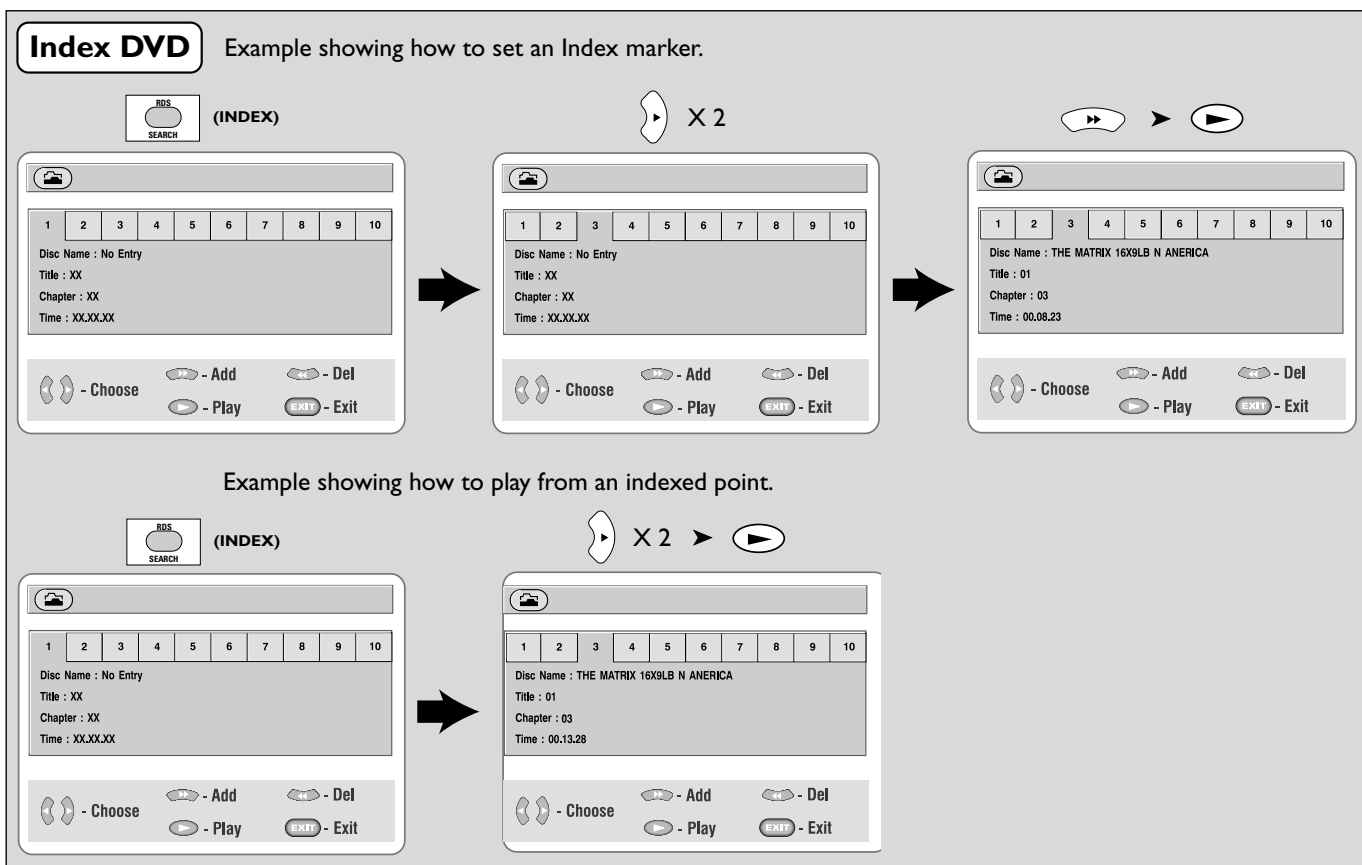 Index DVD Example showing how to set an Index marker.
RDS
SEARCH
(INDEX)
X 2
1 2 3 4 5 6 7 8 9 10
Disc Name : No Entry
Title : XX
Chapter : XX
Time : XX.XX.XX
- Choose
- Add
- Del
- Play
EXIT - Exit
1 2 3 4 5 6 7 8 9 10
Disc Name : No Entry
Title : XX
Chapter : XX
Time : XX.XX.XX
- Choose
- Add
- Del
- Play
EXIT - Exit
1 2 3 4 5 6 7 8 9 10
Disc Name : THE MATRIX 16X9LB N ANERICA
Title : 01
Chapter : 03
Time : 00.08.23
- Choose
- Add
- Del
- Play
EXIT - Exit
Example showing how to play from an indexed point.
RDS
SEARCH
(INDEX)
X 2
1 2 3 4 5 6 7 8 9 10
Disc Name : No Entry
Title : XX
Chapter : XX
Time : XX.XX.XX
- Choose
- Add
- Del
- Play
EXIT - Exit
1 2 3 4 5 6 7 8 9 10
Disc Name : THE MATRIX 16X9LB N ANERICA
Title : 01
Chapter : 03
Time : 00.13.28
- Choose
- Add
- Del
- Play
EXIT - Exit